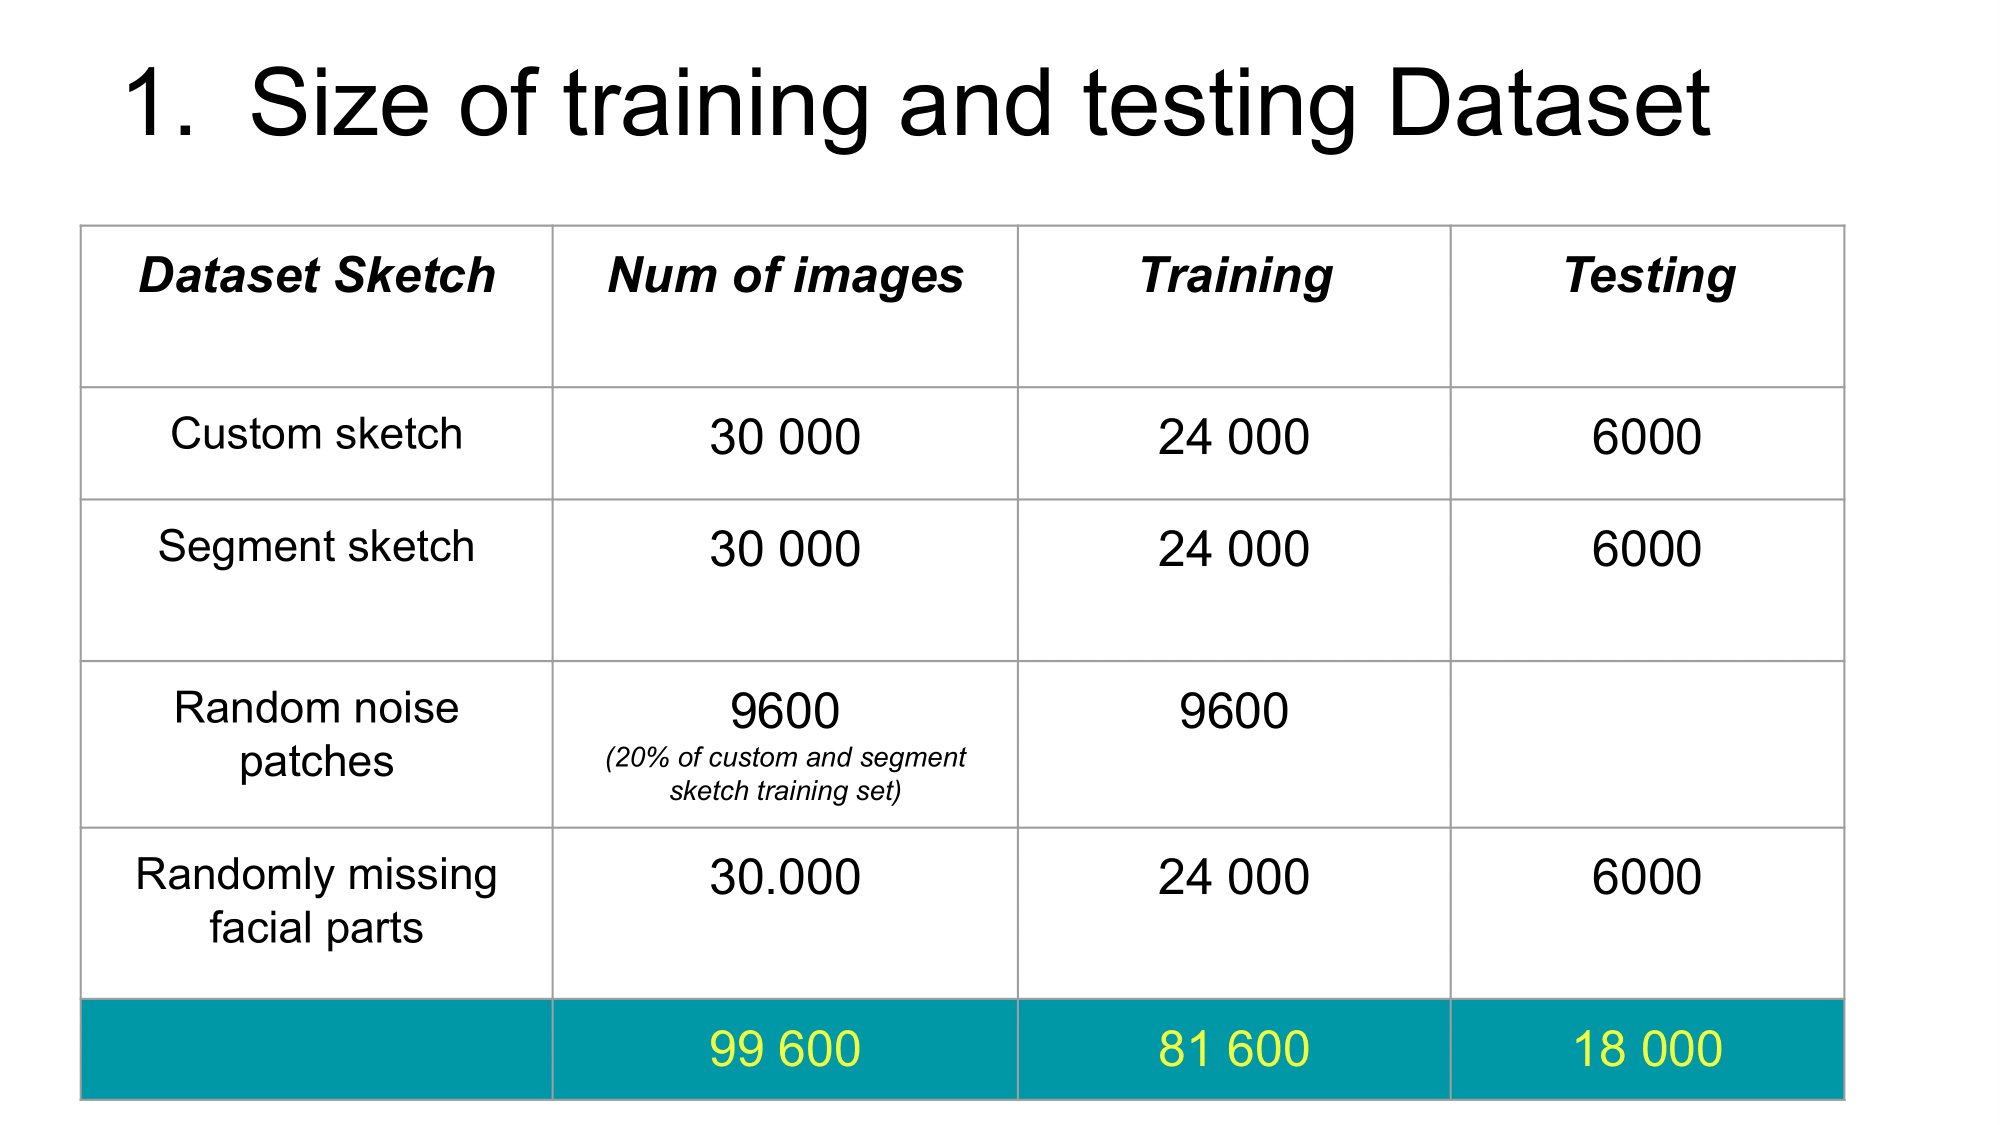 1. Size of training and testing Dataset
Dataset Sketch
Num of images
Training
Testing
Custom sketch
30 000
24 000
6000
Segment sketch
30 000
24 000
6000
Random noise
patches
9600
(20% of custom and segment
sketch training set)
9600
Randomly missing
facial parts
30.000
24 000
6000
99 600
81 600
18 000